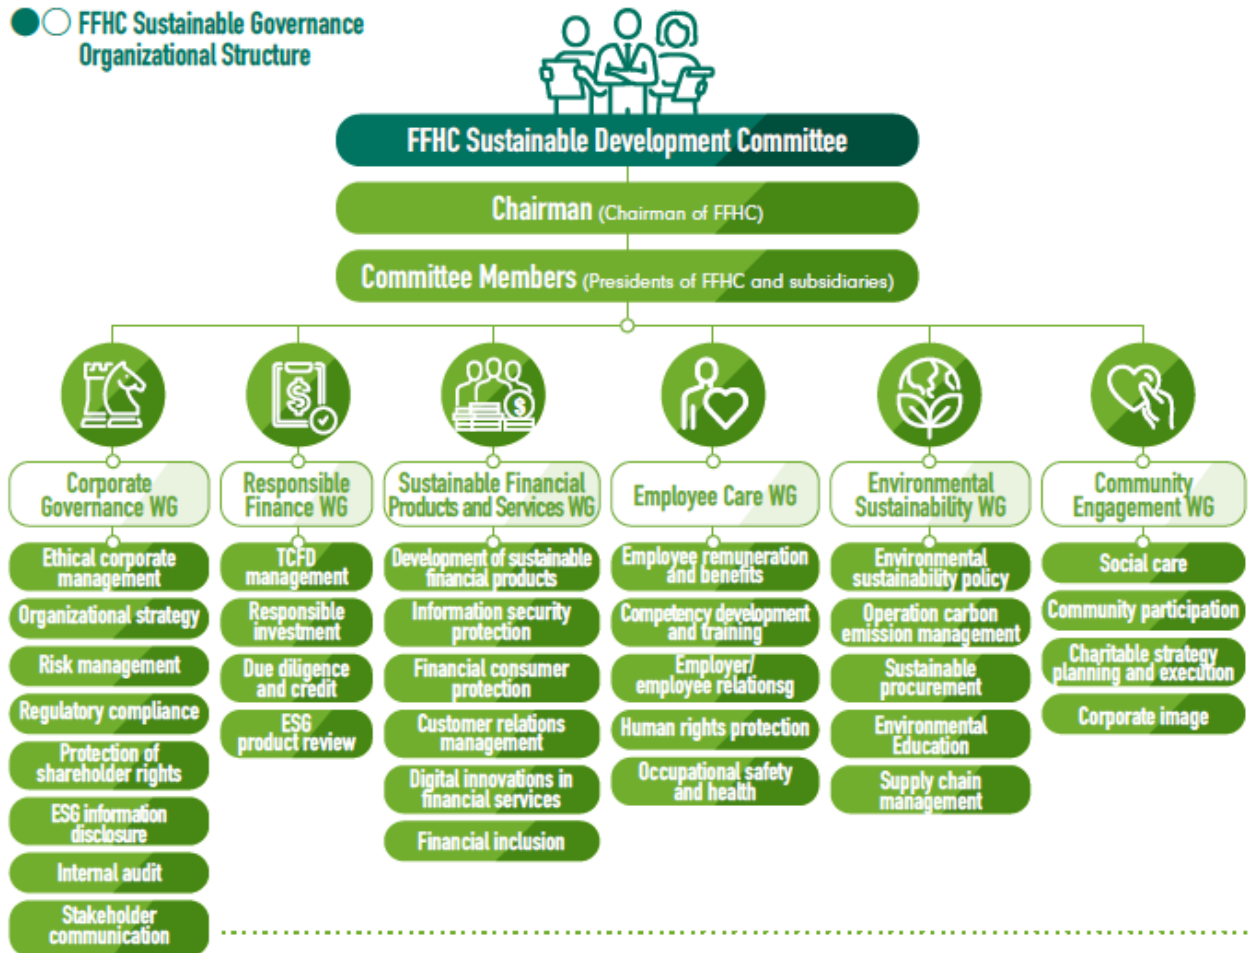 FFHC Sustainable Governance
Organizational Structure
FFHC Sustainable Development Committee
Chairman (Chairman of FFHC)
Committee Members (Presidents of FFHC and subsidiaries)
Corporate
Governance WG
Ethical corporate
management
Organizational strategy
Risk management
Regulatory compliance
Protection of
shareholder rights
ESG information
disclosure
Internal audit
Stakeholder
communication
Responsible
Finance WG
TCFD
management
Responsible
investment
Due diligence
and credit
ESG
product review
Sustainable Financial
Products and Services WG
Development of sustainable
financial products
Information security
protection
Financial consumer
protection
Customer relations
management
Digital innovations in
financial services
Financial inclusion
Employee Care WG
Employee remuneration
and benefits
Competency development
and training
Employer/
employee relationsg
Human rights protection
Occupational safety
and health
Environmental
Sustainability WG
Environmental
sustainability policy
Operation carbon
emission management
Sustainable
procurement
Environmental
Education
Supply chain
management
Community
Engagement WG
Social care
Community participation
Charitable strategy
planning and execution
Corporate image